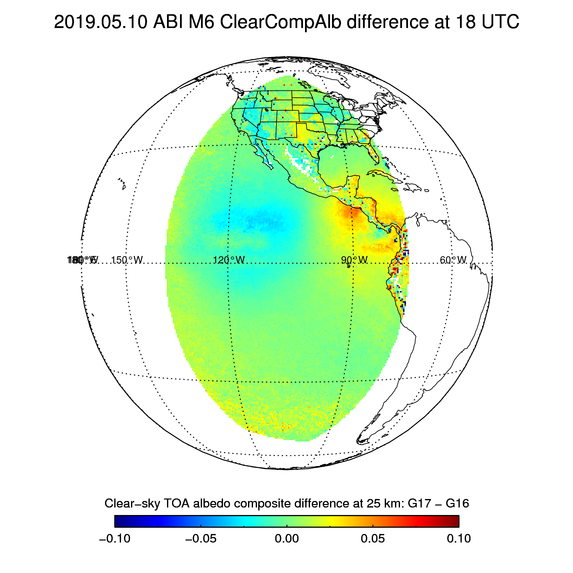 2019.05.10 ABI M6 ClearCompAlb difference at 18 UTC
150°W 120°W 90°W 60°W
Clear−sky TOA albedo composite difference at 25 km: G17 − G16
−0.10 −0.05 0.00 0.05 0.10